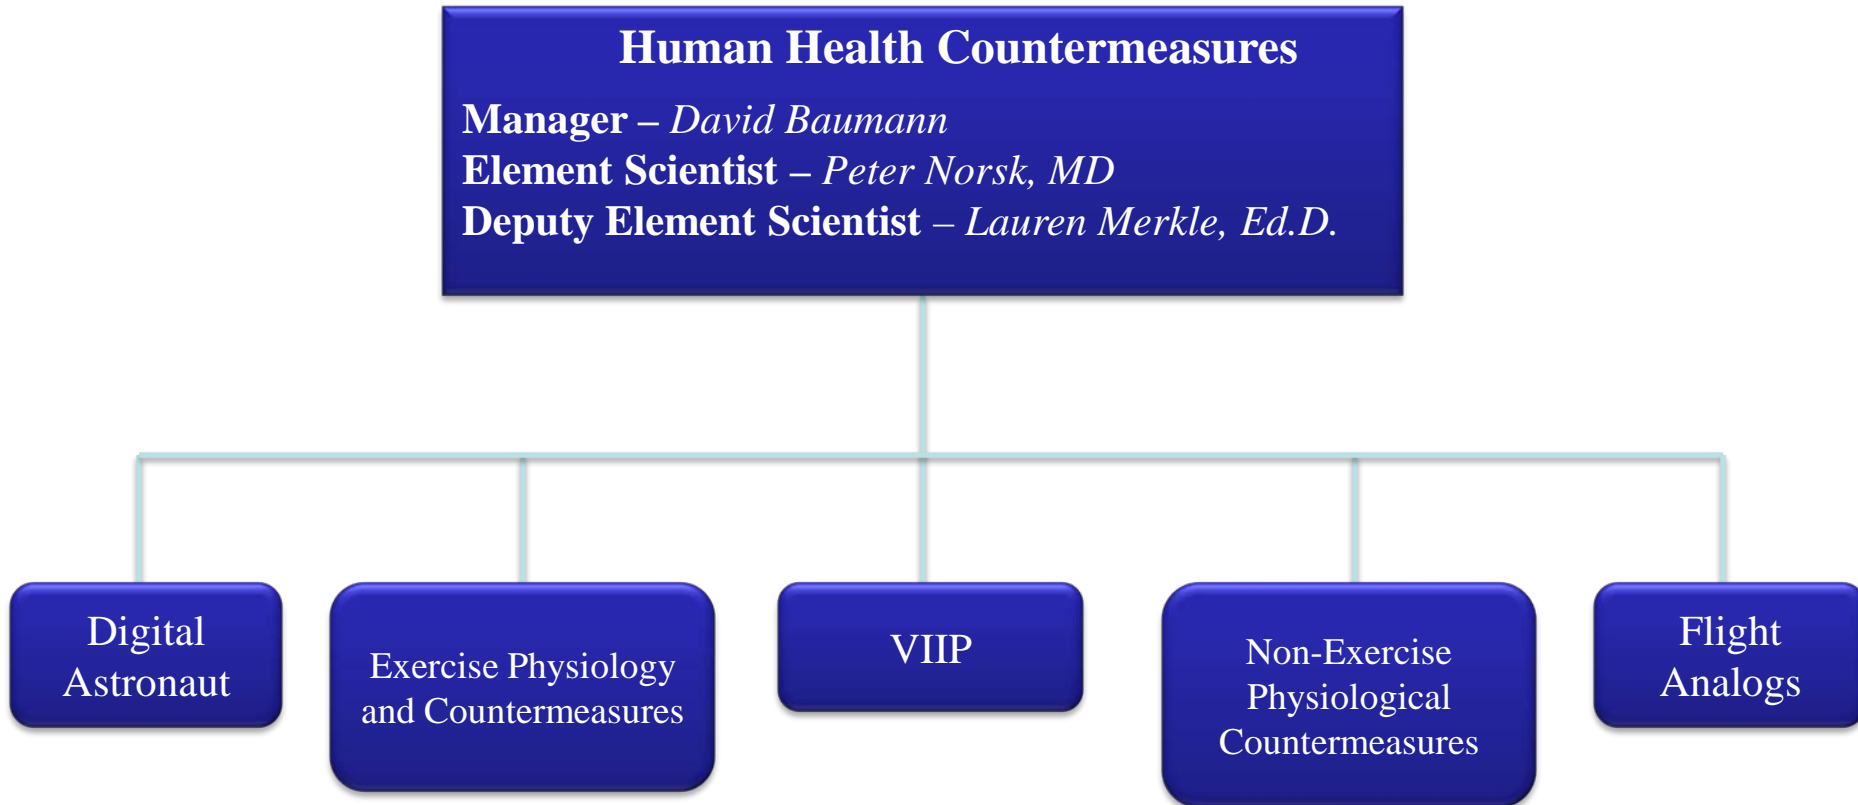 Human Health Countermeasures
Manager – David Baumann
Element Scientist – Peter Norsk, MD
Deputy Element Scientist – Lauren Merkle, Ed.D.
Digital
Astronaut
Exercise Physiology
and Countermeasures
VIIP
Non-Exercise
Physiological
Countermeasures
Flight
Analogs